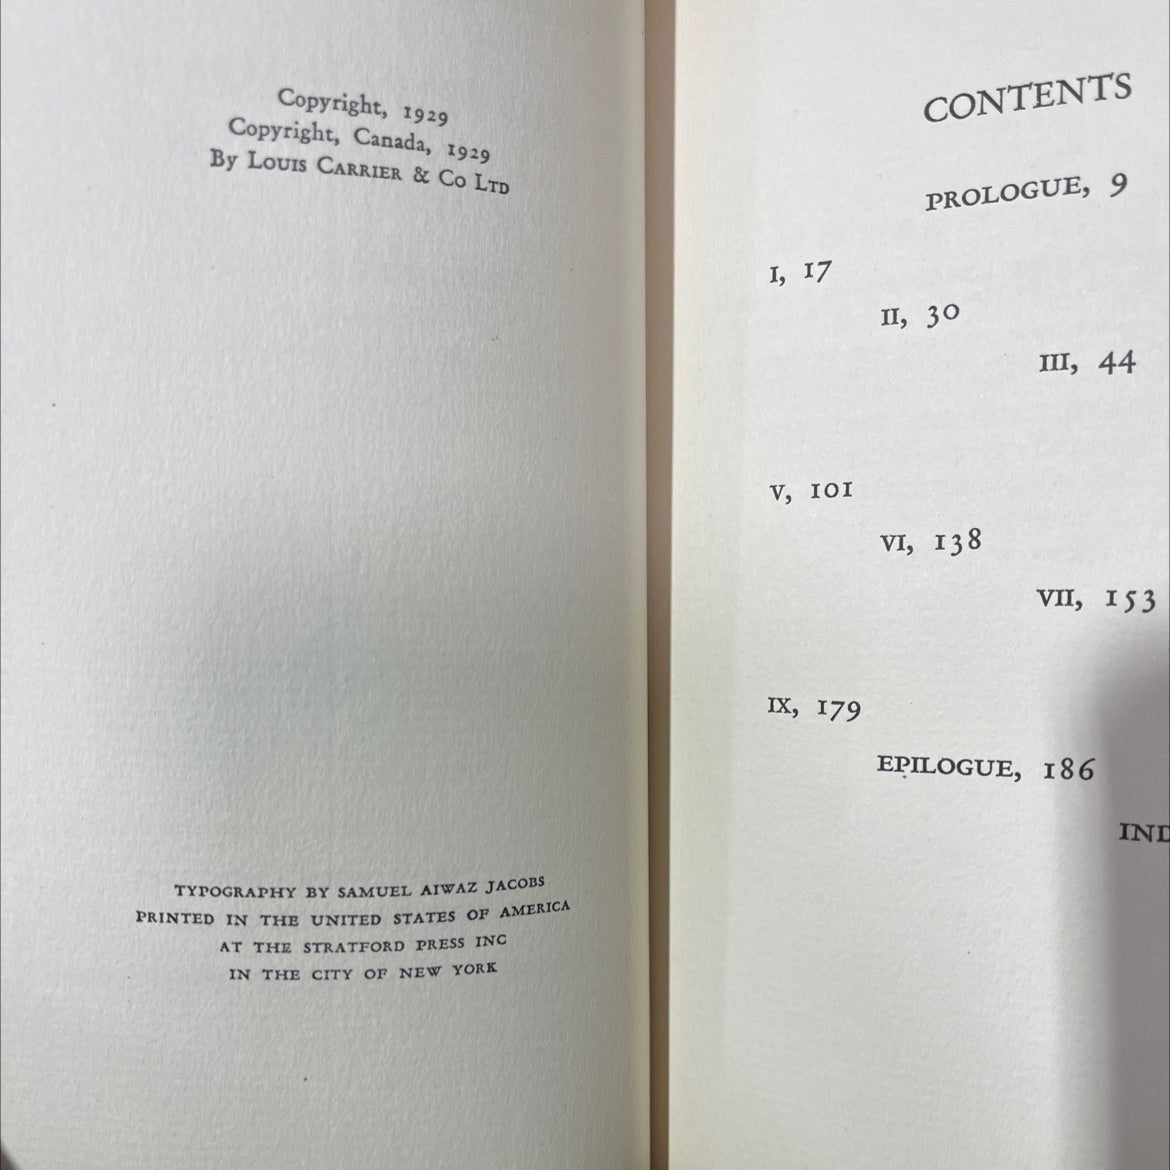 Copyright, 1929
Copyright, Canada, 1929
By Louis Carrier & Co Ltd
TYPOGRAPHY BY SAMUEL AIWAZ JACOBS
PRINTED IN THE UNITED STATES OF AMERICA
AT THE STRATFORD PRESS INC
IN THE CITY OF NEW YORK
CONTENTS
PROLOGUE, 9
I, 17
II, 30
III, 44
V, 101
VI, 138
VII, 153
IX, 179
EPILOGUE, 186